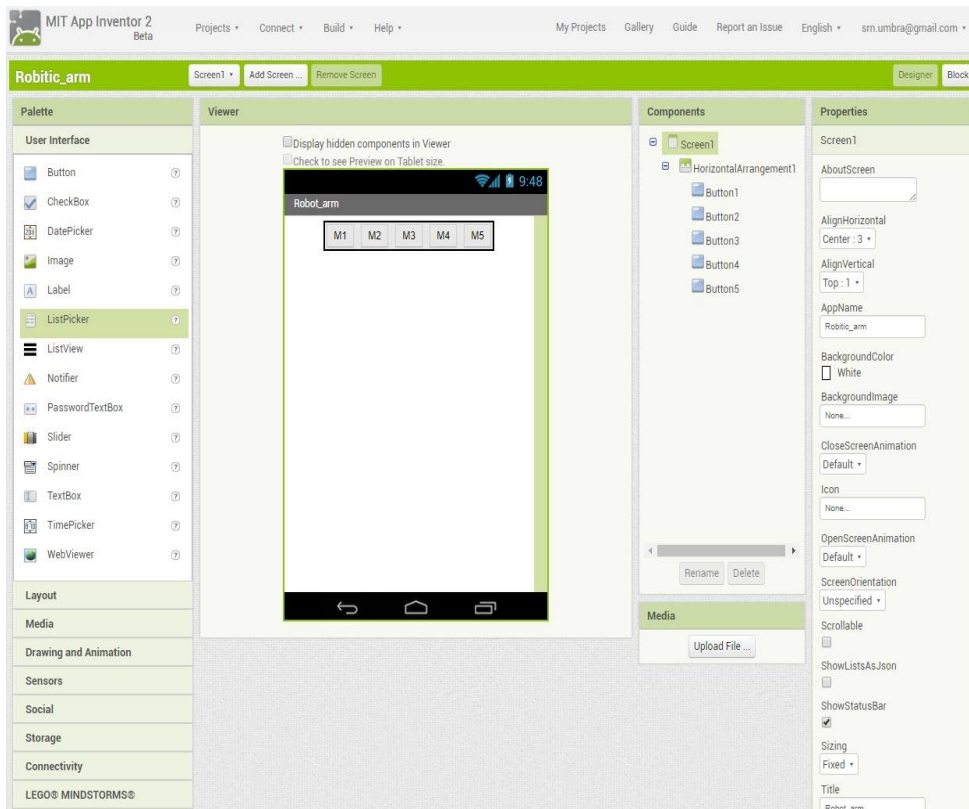 MIT App Inventor 2
Beta
Projects Connect Build Help
My Projects Gallery Guide Report an Issue English srn.umbra@gmail.com
Robitic_arm
Screen1 Add Screen ... Remove Screen
Designer Block
Palette
User Interface
Button
CheckBox
DatePicker
Image
Label
ListPicker
ListView
Notifier
PasswordTextBox
Slider
Spinner
TextBox
TimePicker
WebViewer
Layout
Media
Drawing and Animation
Sensors
Social
Storage
Connectivity
LEGO® MINDSTORMS®
Viewer
Display hidden components in Viewer
Check to see Preview on Tablet size.
9:48
Robot_arm
M1 M2 M3 M4 M5
Components
Screen1
HorizontalArrangement1
Button1
Button2
Button3
Button4
Button5
Rename Delete
Media
Upload File ...
Properties
Screen1
AboutScreen
AlignHorizontal
Center : 3
AlignVertical
Top : 1
AppName
Robitic_arm
BackgroundColor
White
BackgroundImage
None...
CloseScreenAnimation
Default
Icon
None...
OpenScreenAnimation
Default
ScreenOrientation
Unspecified
Scrollable
ShowListsAsJson
ShowStatusBar
Sizing
Fixed
Title
Robot_arm